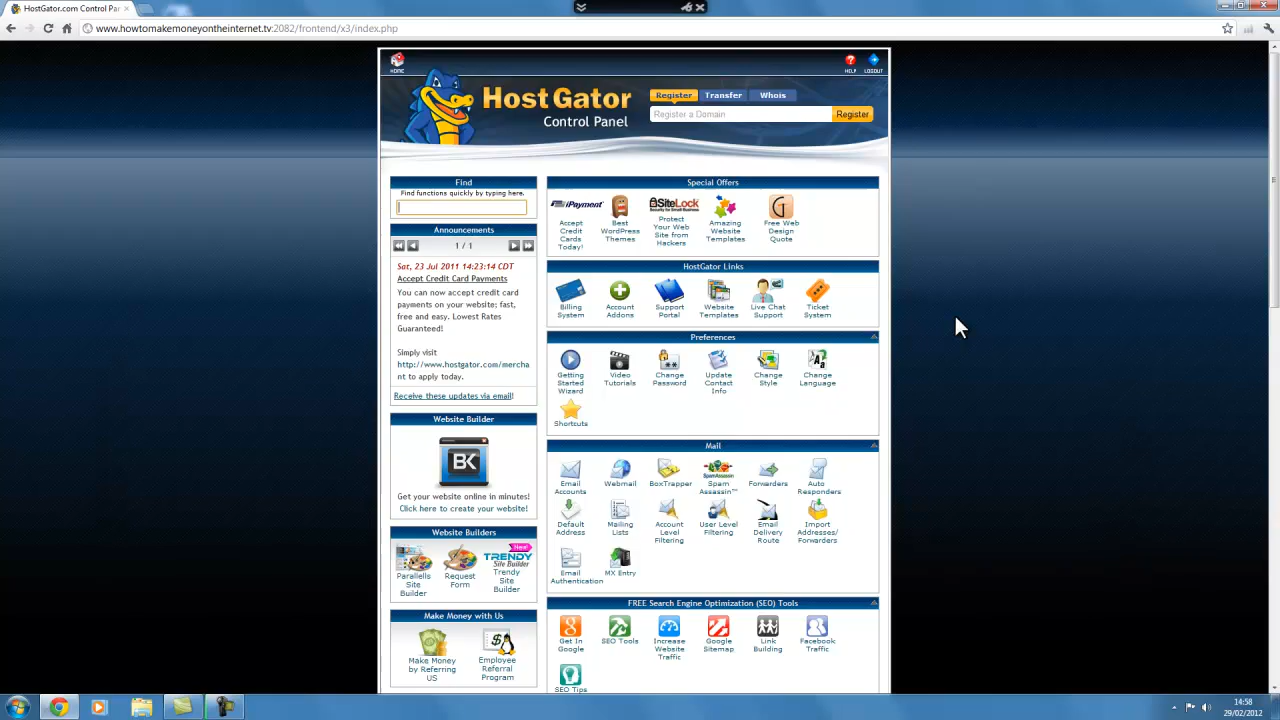 HostGator.com Control Pan
www.howtomakemoneyontheinternet.tv:2082/frontend/x3/index.php
HOME
HELP
LOGOUT
HostGator
Control Panel
Register
Transfer
Whois
Register a Domain
Register
Find
Find functions quickly by typing here.
Announcements
1 / 1
Sat, 23 Jul 2011 14:23:14 CDT
Accept Credit Card Payments
You can now accept credit card
payments on your website; fast,
free and easy. Lowest Rates
Guaranteed!
Simply visit
http://www.hostgator.com/mercha
nt to apply today.
Receive these updates via email!
Website Builder
BK
Get your website online in minutes!
Click here to create your website!
Website Builders
Parallells
Site
Builder
Request
Form
New!
TRENDY
Site Builder
Trendy
Site
Builder
Make Money with Us
Make Money
by Referring
US
Employee
Referral
Program
Special Offers
iPayment
Accept
Credit
Cards
Today!
Best
WordPress
Themes
SiteLock
Protect
Your Web
Site from
Hackers
Amazing
Website
Templates
Free Web
Design
Quote
HostGator Links
Billing
System
Account
Addons
Support
Portal
Website
Templates
Live Chat
Support
Ticket
System
Preferences
Getting
Started
Wizard
Video
Tutorials
Change
Password
Update
Contact
Info
Change
Style
Change
Language
Shortcuts
Mail
Email
Accounts
Webmail
BoxTrapper
Spam
Assassin™
Forwarders
Auto
Responders
Default
Address
Mailing
Lists
Account
Level
Filtering
User Level
Filtering
Email
Delivery
Route
Import
Addresses/
Forwarders
Email
Authentication
MX Entry
FREE Search Engine Optimization (SEO) Tools
Get In
Google
SEO Tools
Increase
Website
Traffic
Google
Sitemap
Link
Building
Facebook
Traffic
SEO Tips
14:58
29/02/2012